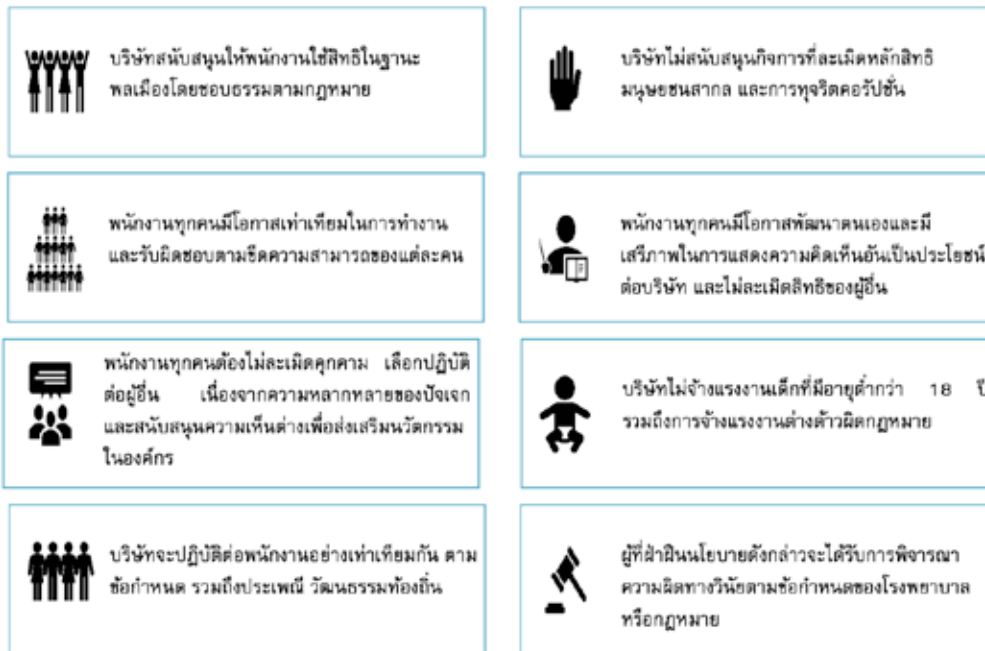 บริษัทสนับสนุนให้พนักงานใช้สิทธิในฐานะ
พลเมืองโดยชอบธรรมตามกฎหมาย
บริษัทไม่สนับสนุนกิจการที่ละเมิดหลักสิทธิ
มนุษยชนสากล และการทุจริตคอรัปชั่น
พนักงานทุกคนมีโอกาสเท่าเทียมในการทำงาน
และรับผิดชอบตามขีดความสามารถของแต่ละคน
พนักงานทุกคนมีโอกาสพัฒนาตนเองและมี
เสรีภาพในการแสดงความคิดเห็นอันเป็นประโยชน์
ต่อบริษัท และไม่ละเมิดสิทธิของผู้อื่น
พนักงานทุกคนต้องไม่ละเมิดคุกคาม เลือกปฏิบัติ
ต่อผู้อื่น เนื่องจากความหลากหลายของปัจเจก
และสนับสนุนความเห็นต่างเพื่อส่งเสริมนวัตกรรม
ในองค์กร
บริษัทไม่จ้างแรงงานเด็กที่มีอายุต่ำกว่า 18 ปี
รวมถึงการจ้างแรงงานต่างด้าวผิดกฎหมาย
บริษัทจะปฏิบัติต่อพนักงานอย่างเท่าเทียมกัน ตาม
ข้อกำหนด รวมถึงประเพณี วัฒนธรรมท้องถิ่น
ผู้ที่ฝ่าฝืนนโยบายดังกล่าวจะได้รับการพิจารณา
ความผิดทางวินัยตามข้อกำหนดของโรงพยาบาล
หรือกฎหมาย